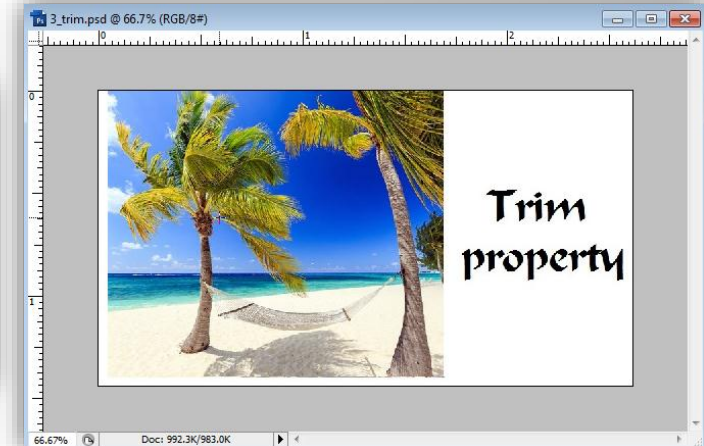 Ps 3_trim.psd @ 66.7% (RGB/8#)
0 1 2
0
Trim
property
1
66.67% Doc: 992.3K/983.0K